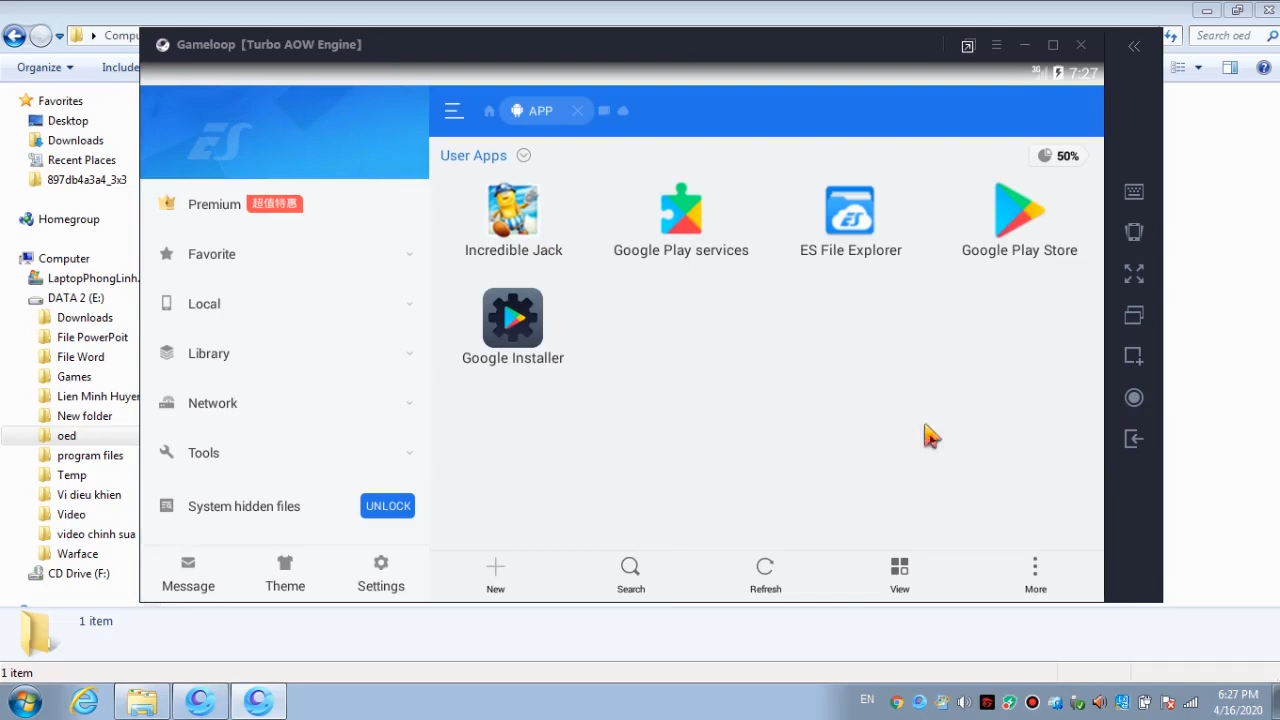 Compu
Search oed
Organize
Include
Gameloop [Turbo AOW Engine]
3G
7:27
Favorites
Desktop
Downloads
Recent Places
897db4a3a4_3x3
Homegroup
Computer
LaptopPhongLinh.
DATA 2 (E:)
Downloads
File PowerPoit
File Word
Games
Lien Minh Huyen
New folder
oed
program files
Temp
Vi dieu khien
Video
video chinh sua
Warface
CD Drive (F:)
ES
Premium 超值特惠
Favorite
Local
Library
Network
Tools
System hidden files UNLOCK
Message Theme Settings
APP
User Apps
50%
Incredible Jack
Google Play services
ES
ES File Explorer
Google Play Store
Google Installer
New Search Refresh View More
1 item
1 item
EN
6:27 PM
4/16/2020